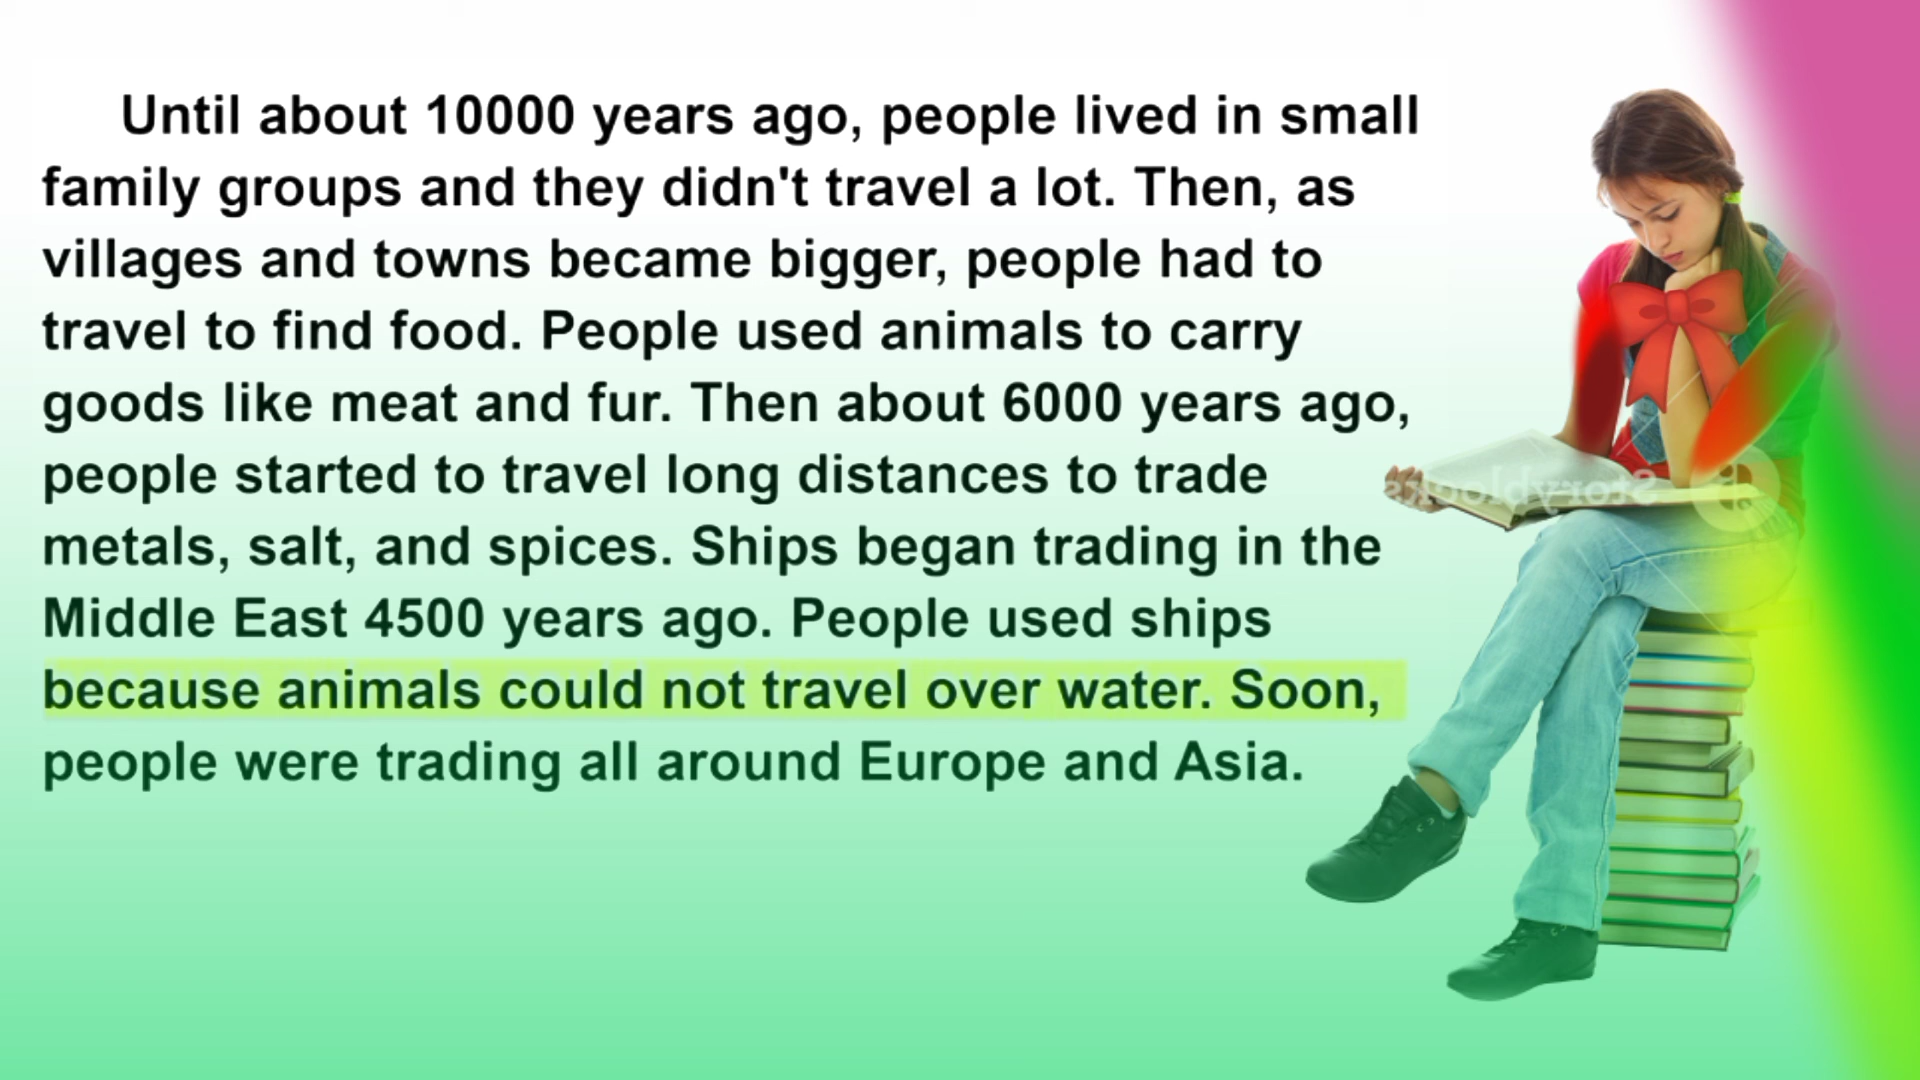 Until about 10000 years ago, people lived in small
family groups and they didn't travel a lot. Then, as
villages and towns became bigger, people had to
travel to find food. People used animals to carry
goods like meat and fur. Then about 6000 years ago,
people started to travel long distances to trade
metals, salt, and spices. Ships began trading in the
Middle East 4500 years ago. People used ships
because animals could not travel over water. Soon,
people were trading all around Europe and Asia.
Storyblocks